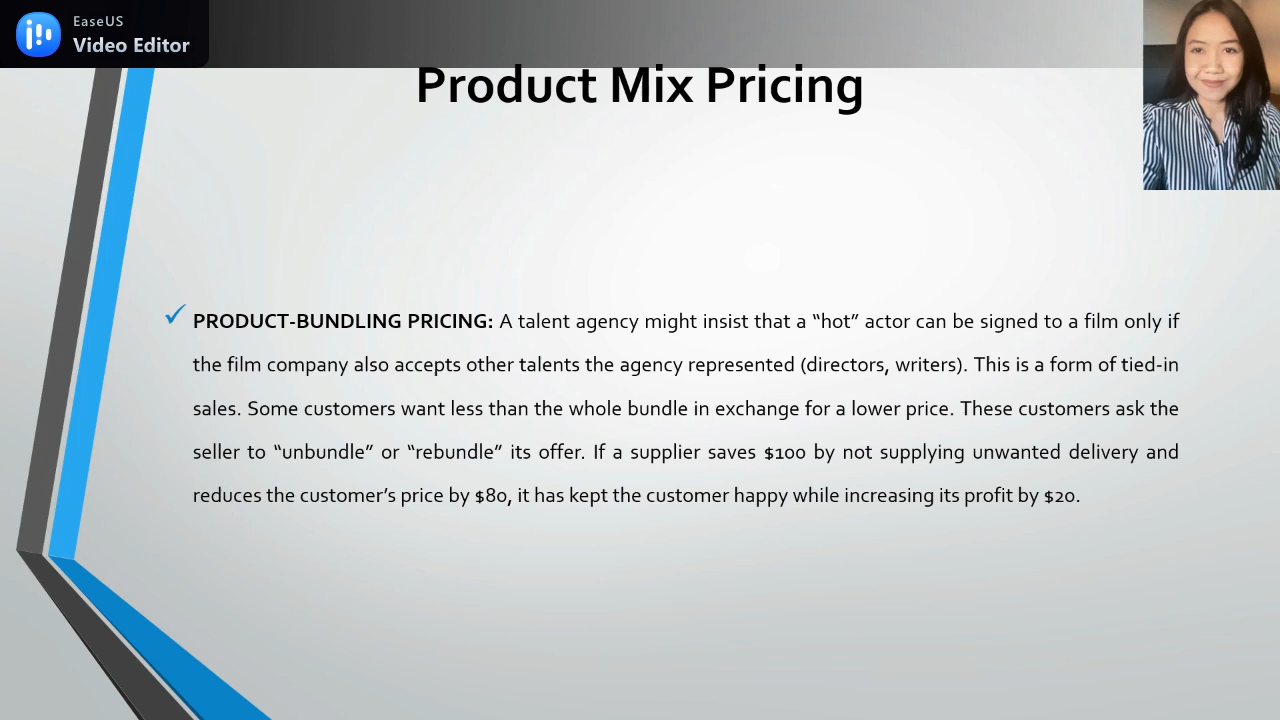 EaseUS
Video Editor
Product Mix Pricing
PRODUCT-BUNDLING PRICING: A talent agency might insist that a “hot” actor can be signed to a film only if
the film company also accepts other talents the agency represented (directors, writers). This is a form of tied-in
sales. Some customers want less than the whole bundle in exchange for a lower price. These customers ask the
seller to “unbundle” or “rebundle” its offer. If a supplier saves $100 by not supplying unwanted delivery and
reduces the customer’s price by $80, it has kept the customer happy while increasing its profit by $20.